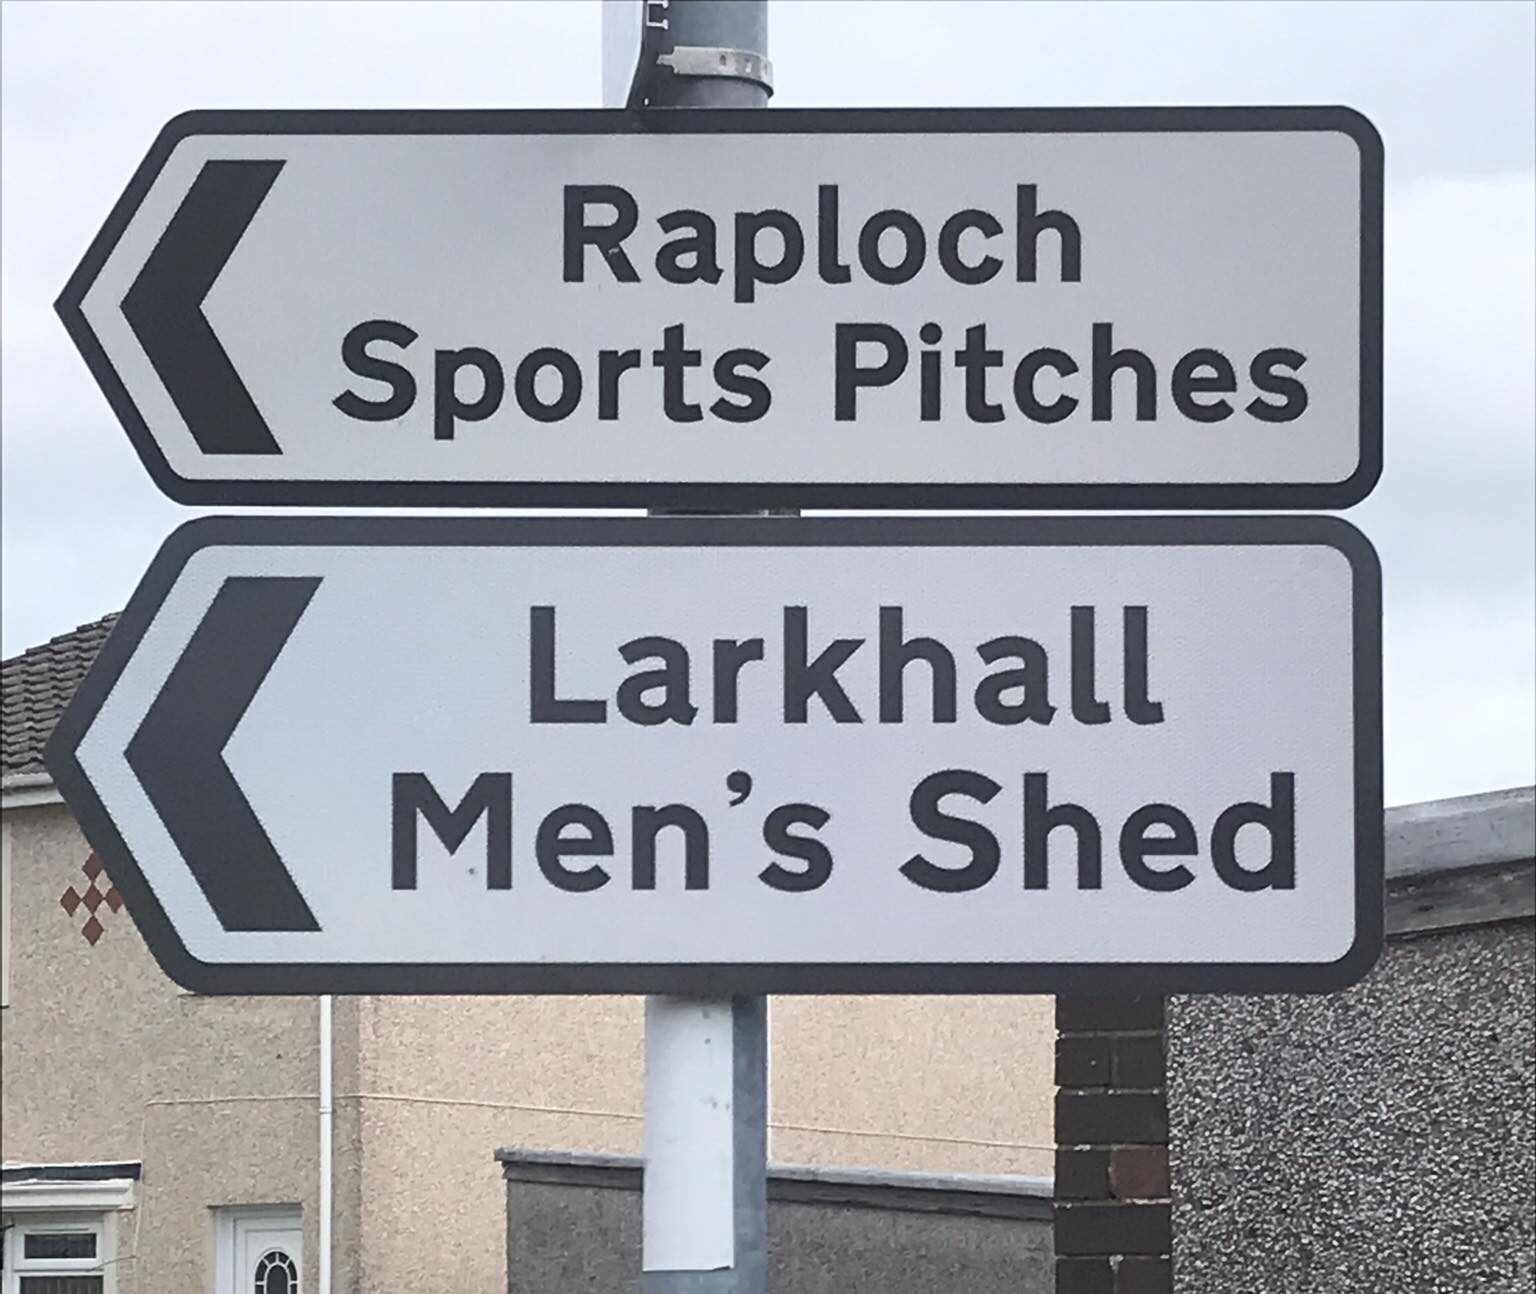 Raploch
Sports Pitches
Larkhall
Men's Shed